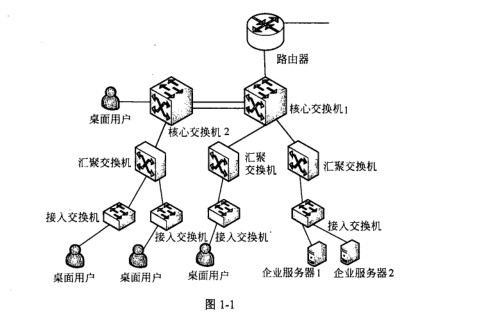 路由器
核心交换机1
桌面用户
核心交换机2
汇聚交换机
汇聚
交换机
汇聚交换机
接入交换机
接入交换机
接入交换机
接入交换机
桌面用户
桌面用户
桌面用户
企业服务器1
企业服务器2
图 1-1